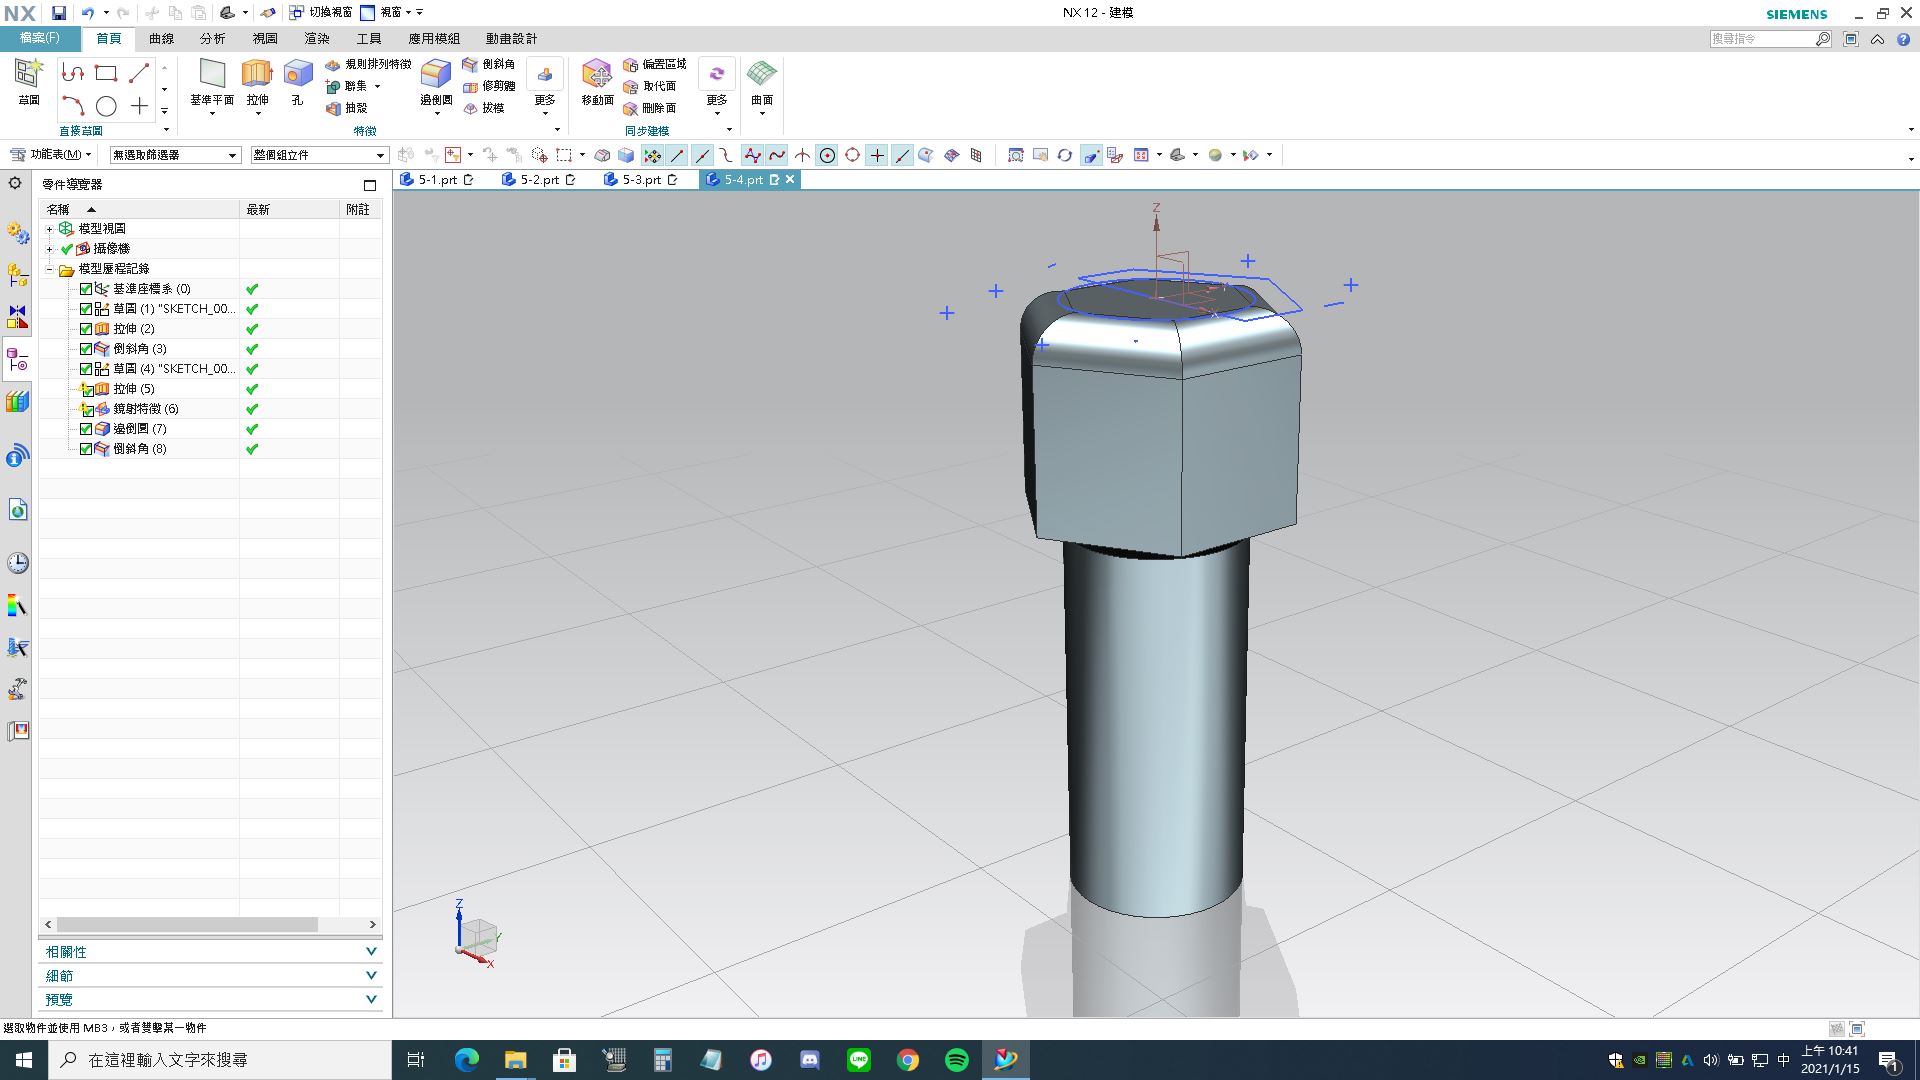 NX 切換視窗 視窗 NX 12 - 建模 SIEMENS
檔案(F) 首頁 曲線 分析 視圖 渲染 工具 應用模組 動畫設計 搜尋指令
草圖 基準平面 拉伸 孔 規則排列特徵 聯集 抽殼 邊倒圓 倒斜角 修剪體 拔模 更多 移動面 偏置區域 取代面 刪除面 更多 曲面
直接草圖 特徵 同步建模
功能表(M) 無選取篩選器 整個組立件
零件導覽器 5-1.prt 5-2.prt 5-3.prt 5-4.prt
名稱 最新 附註
模型視圖
攝像機
模型歷程記錄
基準座標系 (0)
草圖 (1) "SKETCH_00...
拉伸 (2)
倒斜角 (3)
草圖 (4) "SKETCH_00...
拉伸 (5)
鏡射特徵 (6)
邊倒圓 (7)
倒斜角 (8)
Z
Y
X
Z
Y
X
相關性
細節
預覽
選取物件並使用 MB3，或者雙擊某一物件
在這裡輸入文字來搜尋 LINE 中 上午 10:41
2021/1/15 1